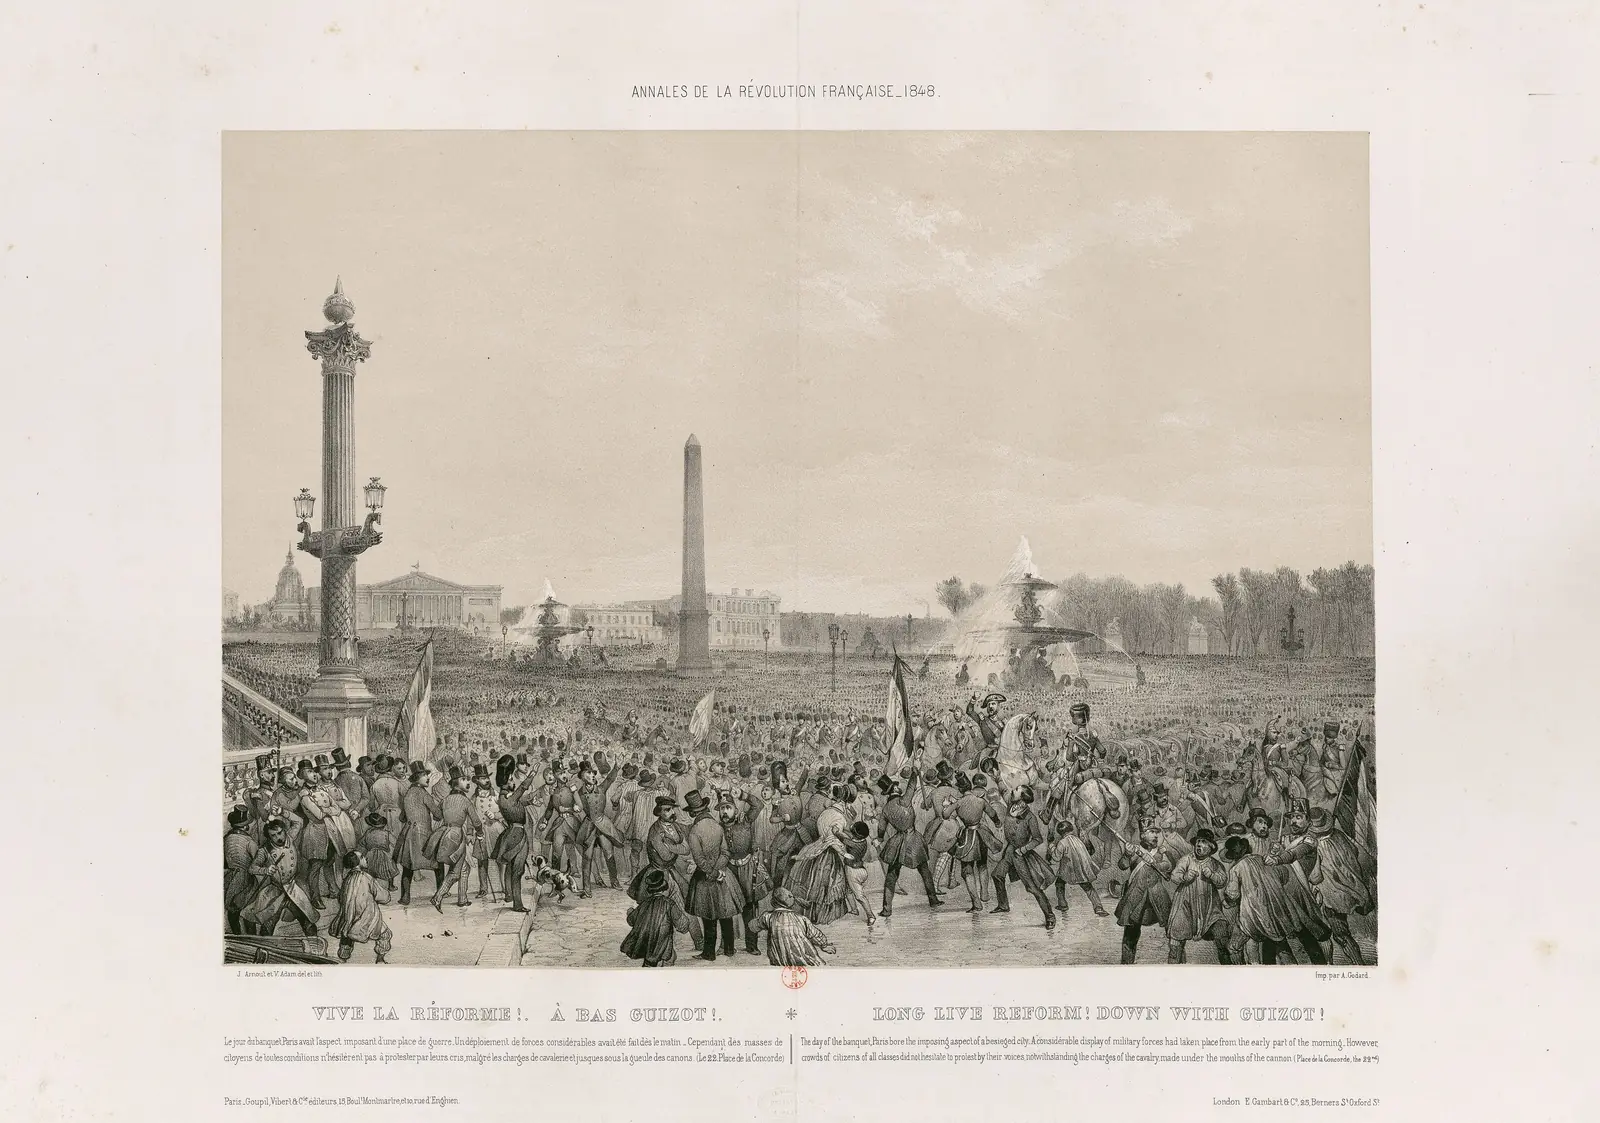 ANNALES DE LA RÉVOLUTION FRANÇAISE_1848.
J. Arnout et V. Adam del et lith.
Imp. par A. Godard.
VIVE LA RÉFORME!. À BAS GUIZOT!.
Le jour du banquet, Paris avait l'aspect imposant d'une place de guerre. Un déploiement de forces considérables avait été fait dès le matin_ Cependant des masses de
citoyens de toutes conditions n'hésitèrent pas à protester par leurs cris, malgré les charges de cavalerie et jusques sous la gueule des canons. (Le 22. Place de la Concorde)
* LONG LIVE REFORM! DOWN WITH GUIZOT!
The day of the banquet, Paris bore the imposing aspect of a besieged city. A considérable display of military forces had taken place from the early part of the morning_ However,
crowds of citizens of all classes did not hesitate to protest by their voices, notwithstanding the charges of the cavalry, made under the mouths of the cannon (Place de la Concorde, the 22nd)
Paris_Goupil, Vibert & Cie éditeurs, 15, Boult Montmartre, et 10, rue d'Enghien.
London E. Gambart & Co, 25, Berners St Oxford St